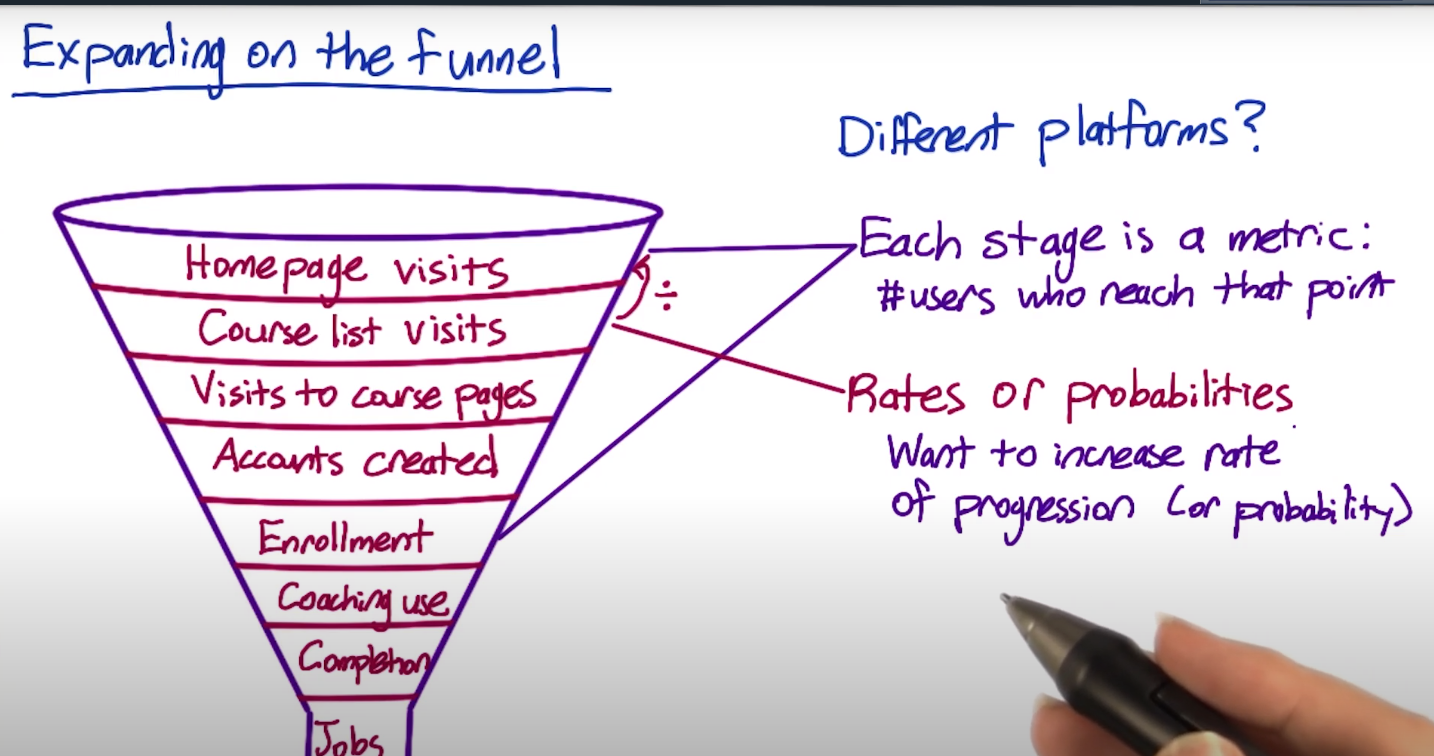 Expanding on the funnel
Different platforms?
Homepage visits
Course list visits
Visits to course pages
Accounts created
Enrollment
Coaching use
Completion
Jobs
÷
Each stage is a metric:
#users who reach that point
Rates or probabilities
Want to increase rate
of progression (or probability)